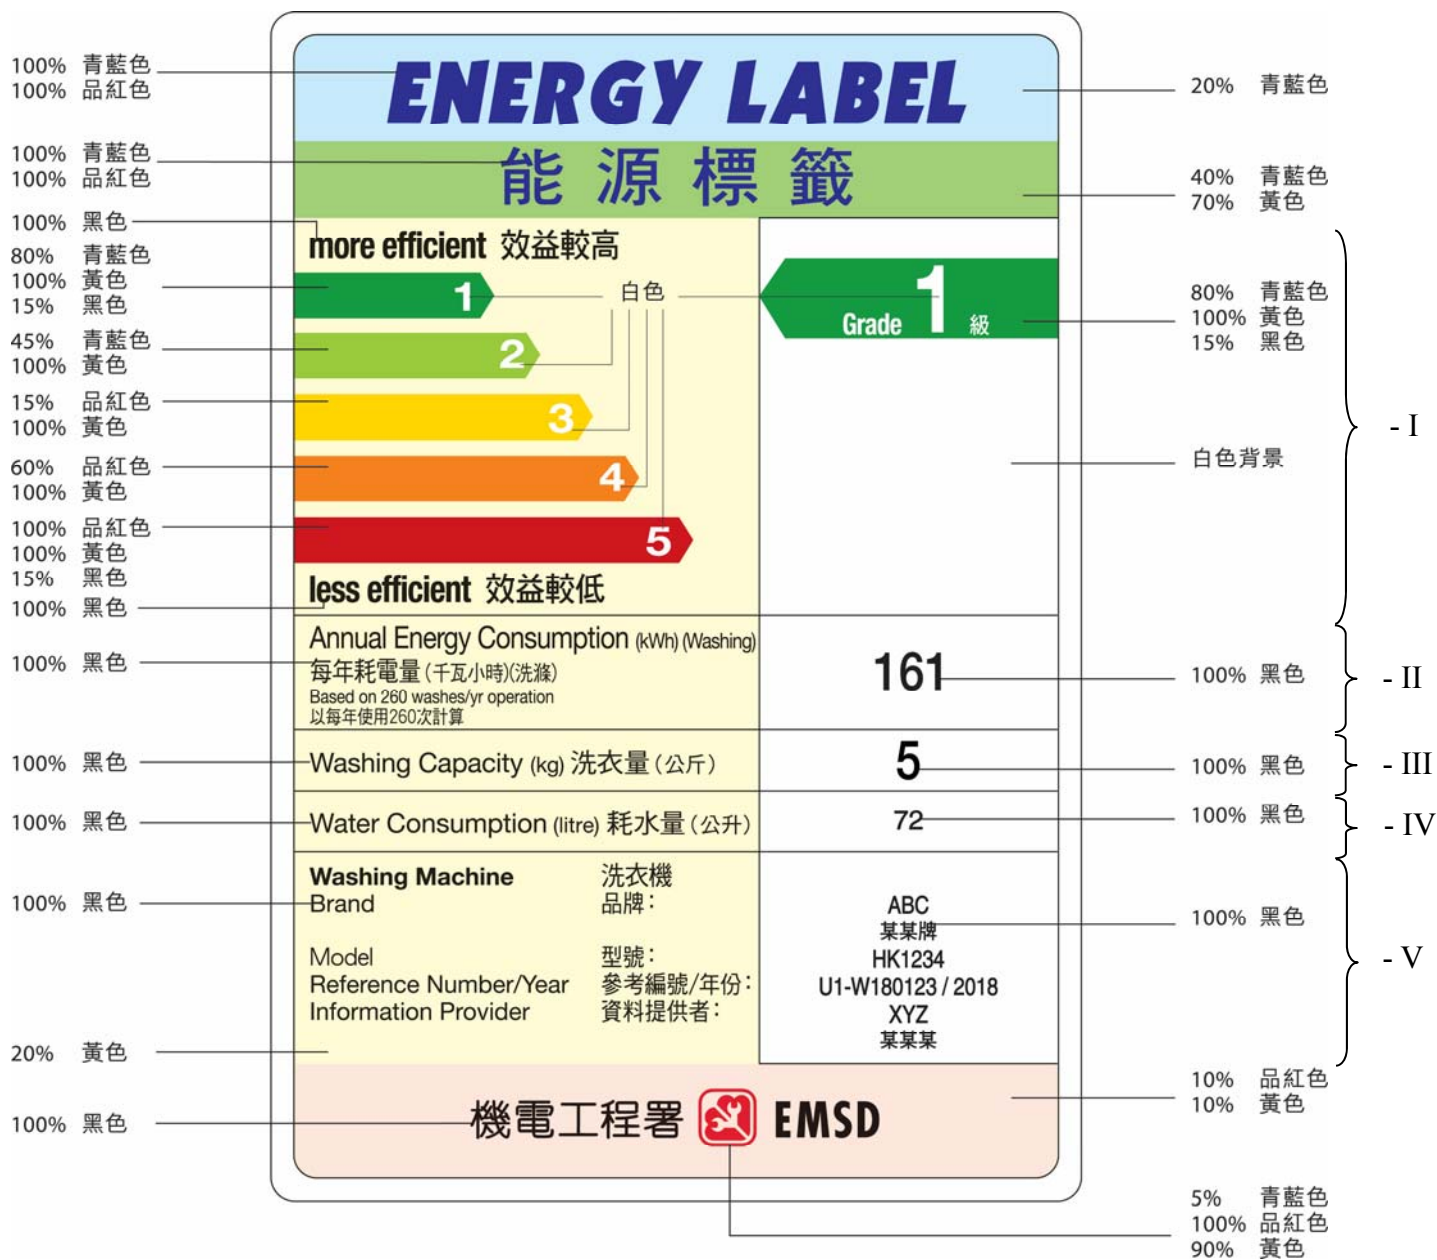 100% 青藍色
100% 品紅色
ENERGY LABEL
20% 青藍色
100% 青藍色
100% 品紅色
能源標籤
40% 青藍色
70% 黃色
100% 黑色
more efficient 效益較高
80% 青藍色
100% 黃色
15% 黑色
1
白色
Grade 1 級
80% 青藍色
100% 黃色
15% 黑色
45% 青藍色
100% 黃色
2
15% 品紅色
100% 黃色
3
- I
60% 品紅色
100% 黃色
4
白色背景
100% 品紅色
100% 黃色
15% 黑色
5
100% 黑色
less efficient 效益較低
100% 黑色
Annual Energy Consumption (kWh) (Washing)
每年耗電量 (千瓦小時)(洗滌)
Based on 260 washes/yr operation
以每年使用260次計算
161
100% 黑色
- II
100% 黑色
Washing Capacity (kg) 洗衣量 (公斤)
5
100% 黑色
- III
100% 黑色
Water Consumption (litre) 耗水量 (公升)
72
100% 黑色
- IV
Washing Machine 洗衣機
100% 黑色
Brand 品牌：
ABC
某某牌
100% 黑色
Model 型號：
HK1234
- V
Reference Number/Year 參考編號/年份：
U1-W180123 / 2018
Information Provider 資料提供者：
XYZ
某某某
20% 黃色
10% 品紅色
10% 黃色
100% 黑色
機電工程署 EMSD
5% 青藍色
100% 品紅色
90% 黃色